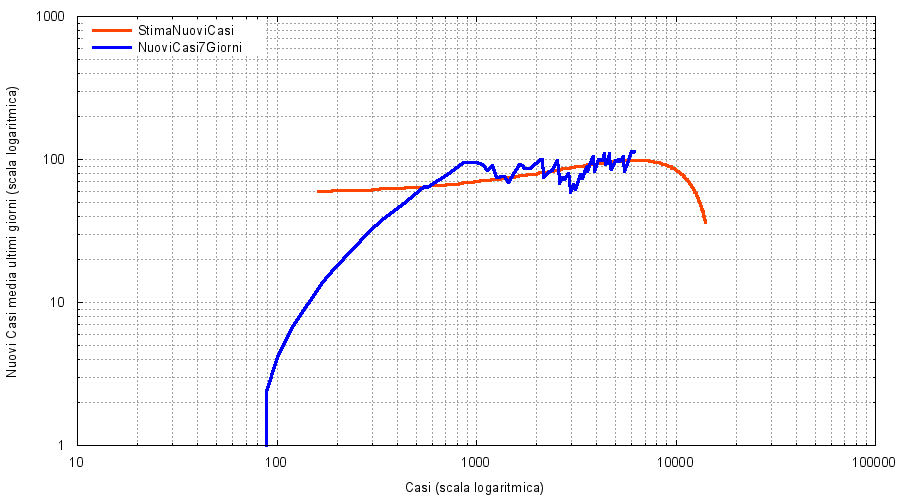 1000
StimaNuoviCasi
NuoviCasi7Giorni
100
10
1
10
100
1000
10000
100000
Nuovi Casi media ultimi giorni (scala logaritmica)
Casi (scala logaritmica)